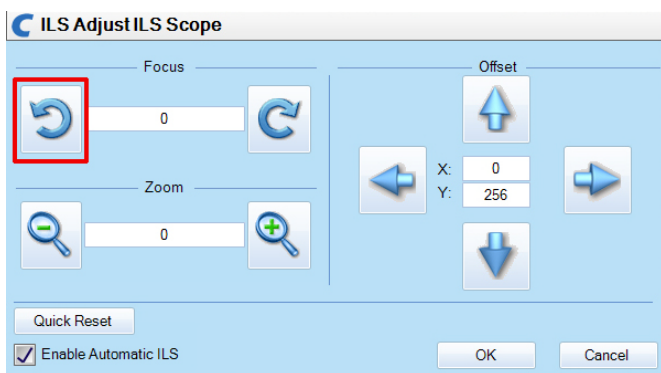 ILS Adjust ILS Scope
Focus
0
Zoom
0
Offset
X: 0
Y: 256
Quick Reset
Enable Automatic ILS
OK
Cancel